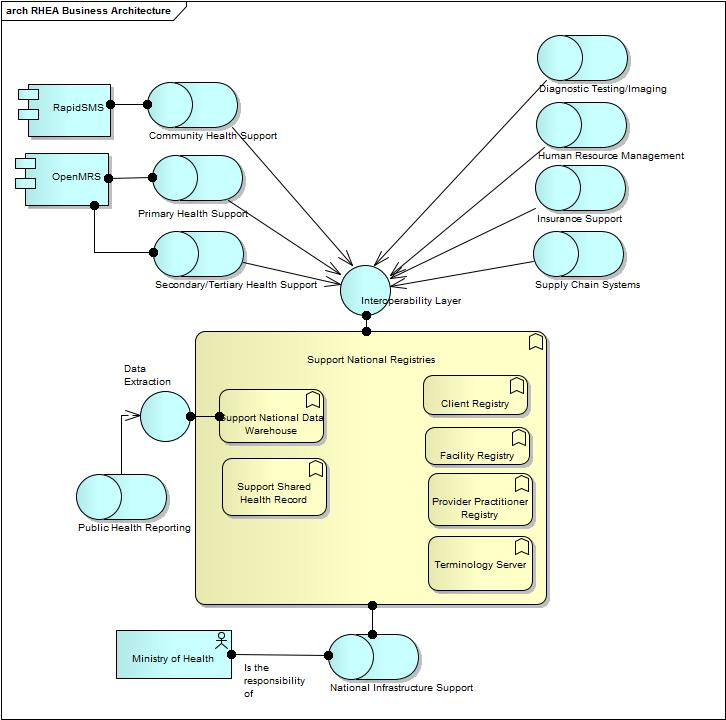 arch RHEA Business Architecture
Diagnostic Testing/Imaging
RapidSMS
Community Health Support
Human Resource Management
OpenMRS
Primary Health Support
Insurance Support
Secondary/Tertiary Health Support
Supply Chain Systems
Interoperability Layer
Support National Registries
Data
Extraction
Support National Data
Warehouse
Client Registry
Facility Registry
Support Shared
Health Record
Provider Practitioner
Registry
Public Health Reporting
Terminology Server
Ministry of Health
Is the
responsibility
of
National Infrastructure Support